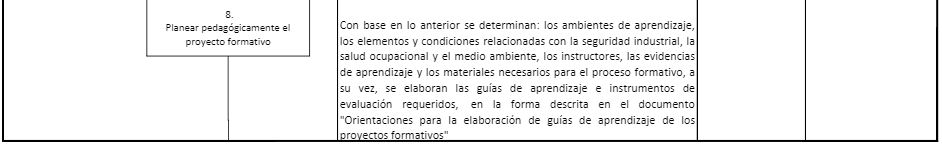 8.
Planear pedagógicamente el
proyecto formativo
Con base en lo anterior se determinan: los ambientes de aprendizaje,
los elementos y condiciones relacionadas con la seguridad industrial, la
salud ocupacional y el medio ambiente, los instructores, las evidencias
de aprendizaje y los materiales necesarios para el proceso formativo, a
su vez, se elaboran las guías de aprendizaje e instrumentos de
evaluación requeridos, en la forma descrita en el documento
"Orientaciones para la elaboración de guías de aprendizaje de los
proyectos formativos"